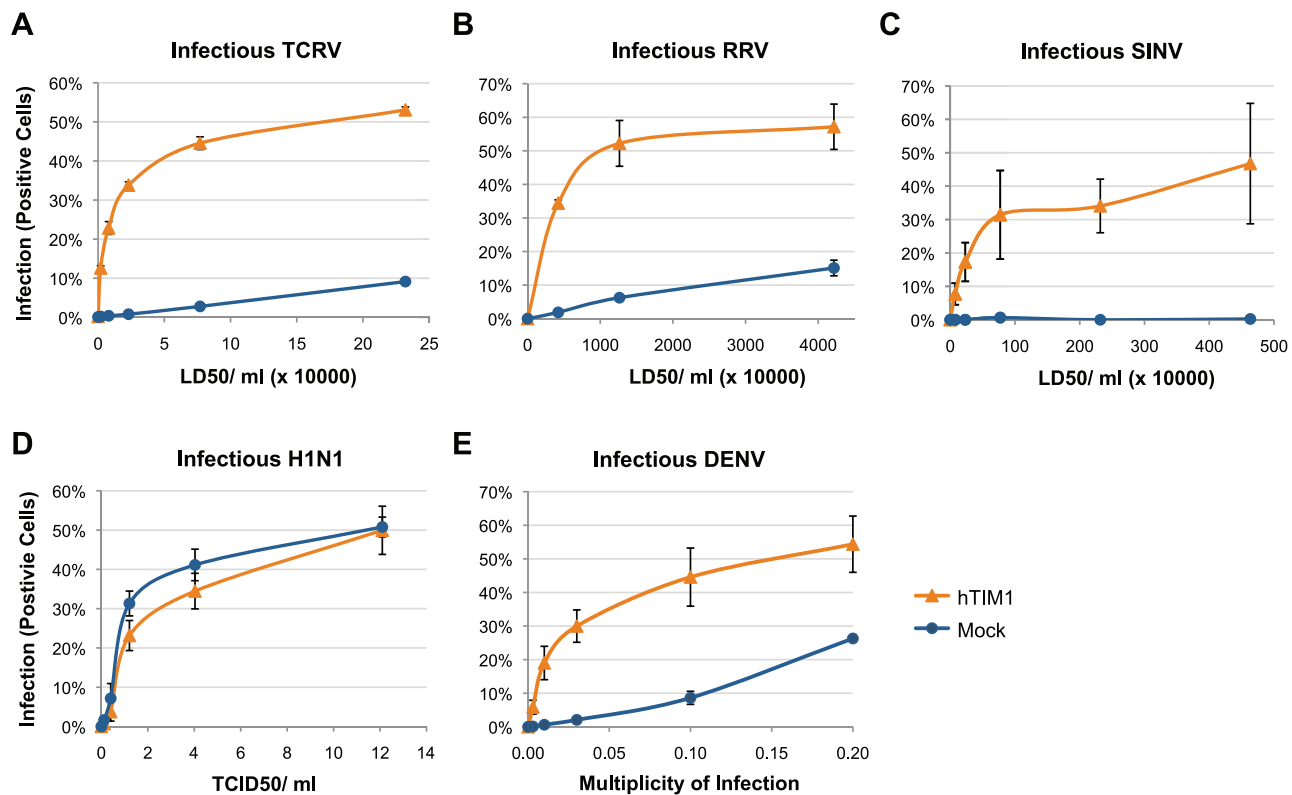 A
Infectious TCRV
Infection (Positive Cells)
60%
50%
40%
30%
20%
10%
0%
0 5 10 15 20 25
LD50/ ml (x 10000)
B
Infectious RRV
70%
60%
50%
40%
30%
20%
10%
0%
0 1000 2000 3000 4000
LD50/ ml (x 10000)
C
Infectious SINV
70%
60%
50%
40%
30%
20%
10%
0%
0 100 200 300 400 500
LD50/ ml (x 10000)
D
Infectious H1N1
Infection (Postivie Cells)
60%
50%
40%
30%
20%
10%
0%
0 2 4 6 8 10 12 14
TCID50/ ml
E
Infectious DENV
70%
60%
50%
40%
30%
20%
10%
0%
0.00 0.05 0.10 0.15 0.20
Multiplicity of Infection
hTIM1
Mock